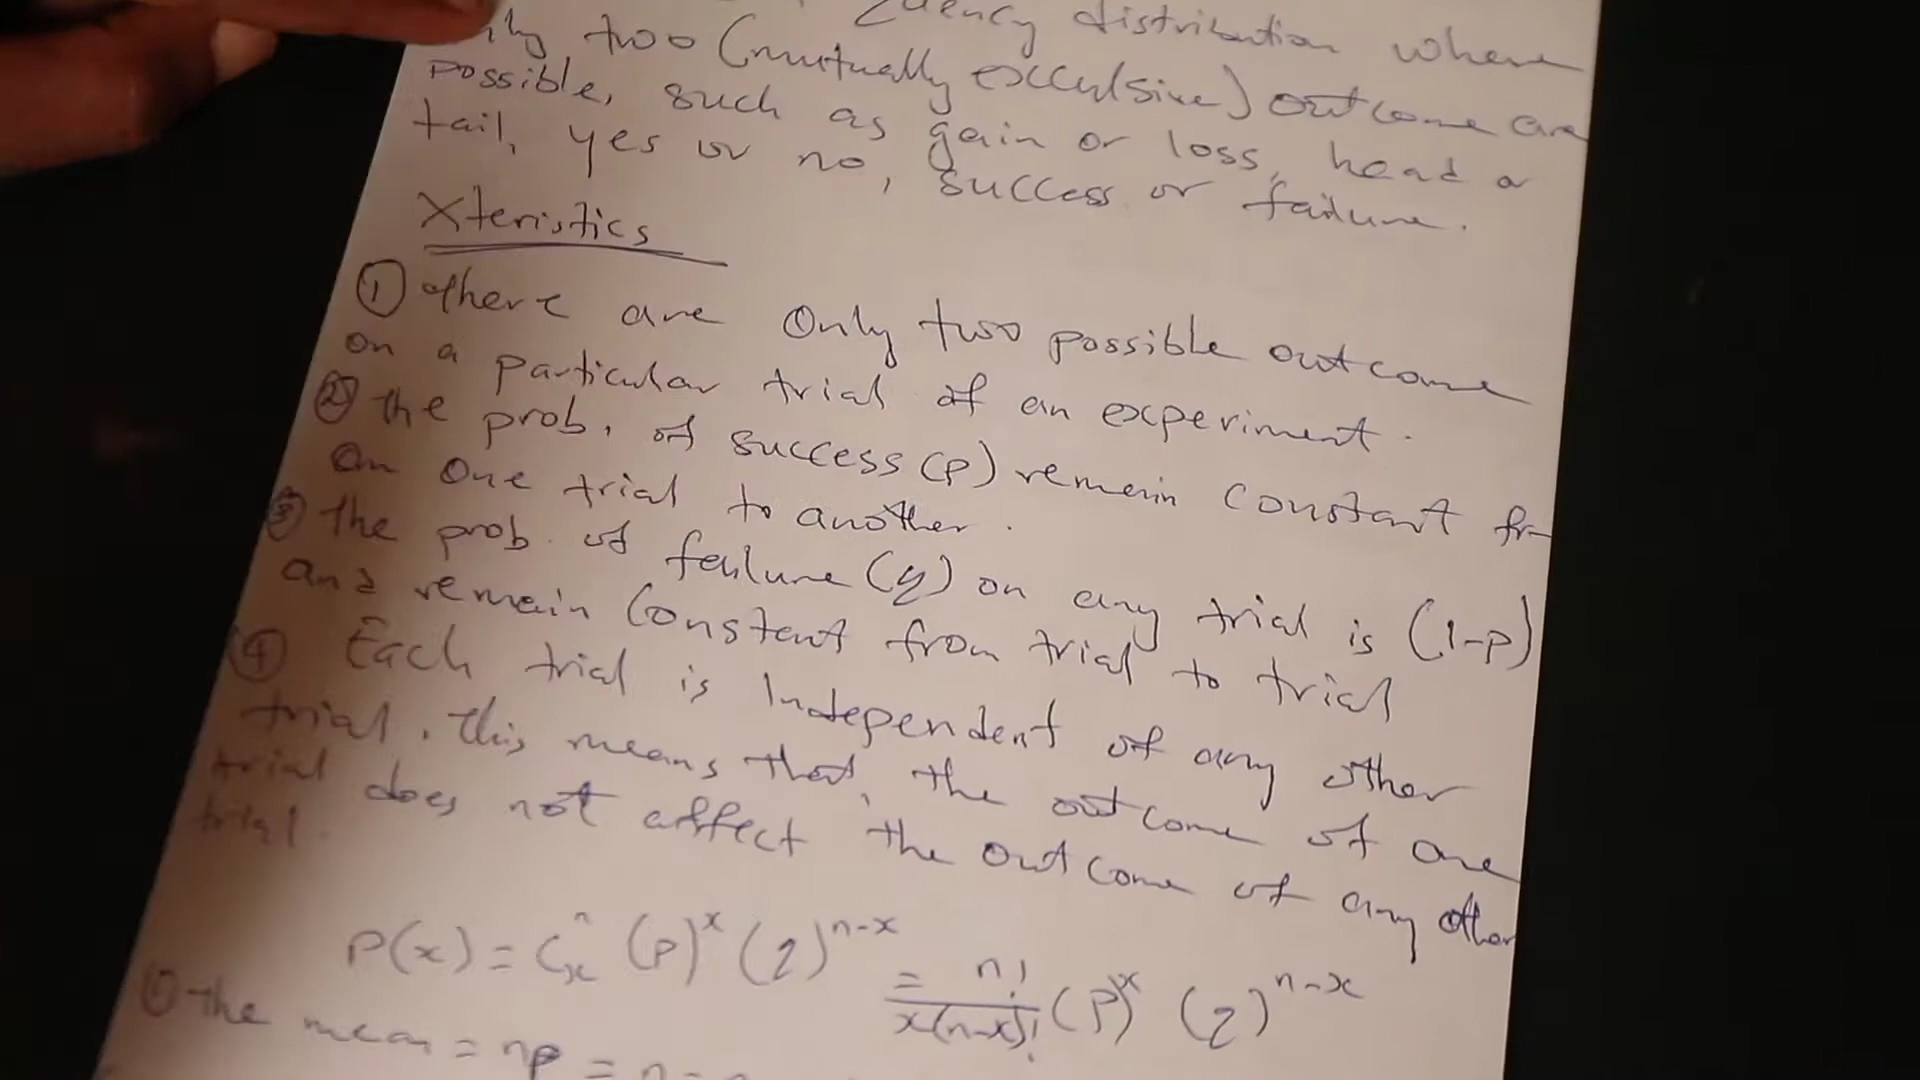 distribution where
two (mutually exculsive) outcome are
possible, such as gain or loss, head or
tail, yes or no, success or failure.
Xteristics
① there are only two possible outcome
on a particular trial of an experiment.
② the prob. of success (p) remain constant fr
on one trial to another.
③ the prob. of failure (q) on any trial is (1-p)
and remain constant from trial to trial
④ Each trial is independent of any other
trial. this means that, the outcome of one
trial does not affect the outcome of any other
trial.
P(x) = Cⁿₓ (p)ˣ (q)ⁿ⁻ˣ = n!/x(n-x)! (p)ˣ (q)ⁿ⁻ˣ
① the mean = np =